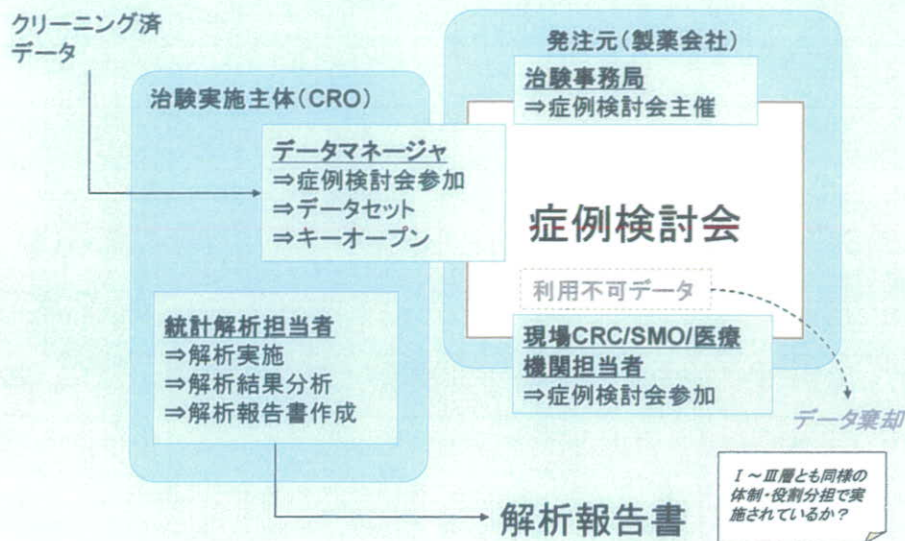 クリーニング済
データ
発注元(製薬会社)
治験事務局
⇒症例検討会主催
治験実施主体(CRO)
データマネージャ
⇒症例検討会参加
⇒データセット
⇒キーオープン
症例検討会
利用不可データ
統計解析担当者
⇒解析実施
⇒解析結果分析
⇒解析報告書作成
現場CRC/SMO/医療
機関担当者
⇒症例検討会参加
データ棄却
Ⅰ～Ⅲ層とも同様の
体制・役割分担で実
施されているか？
解析報告書